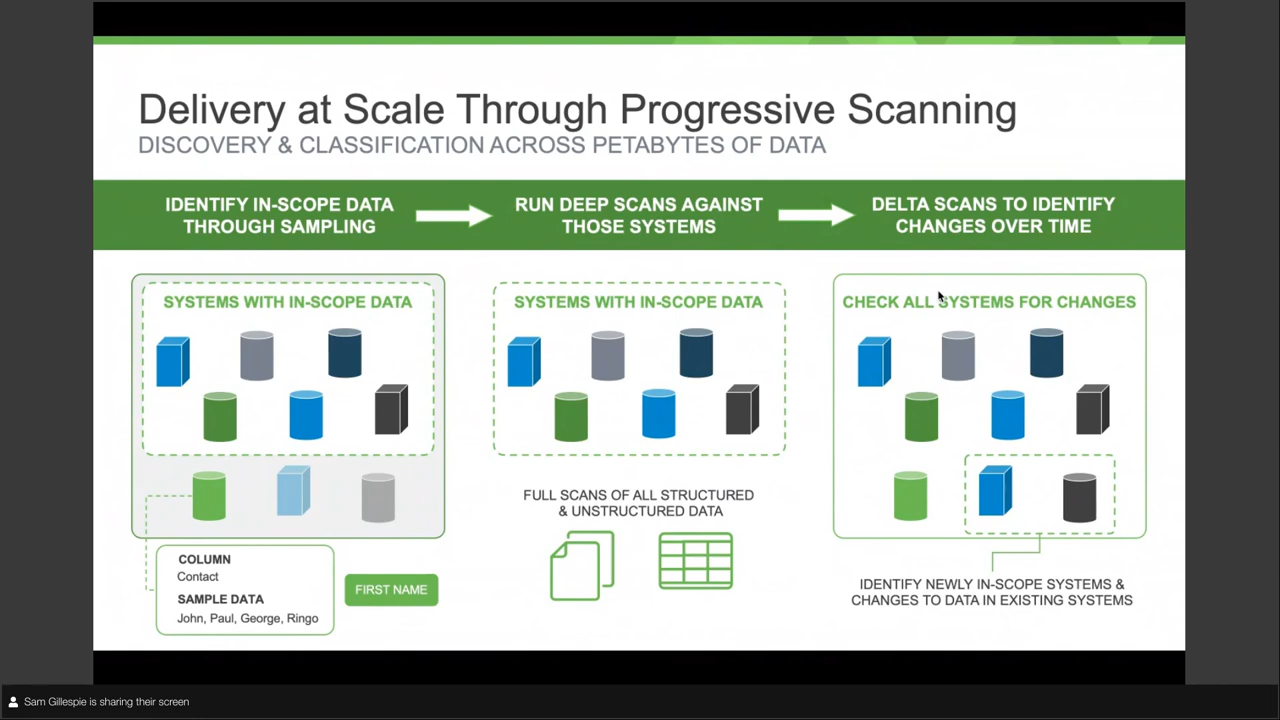 Delivery at Scale Through Progressive Scanning
DISCOVERY & CLASSIFICATION ACROSS PETABYTES OF DATA
IDENTIFY IN-SCOPE DATA
THROUGH SAMPLING
RUN DEEP SCANS AGAINST
THOSE SYSTEMS
DELTA SCANS TO IDENTIFY
CHANGES OVER TIME
SYSTEMS WITH IN-SCOPE DATA
COLUMN
Contact
SAMPLE DATA
John, Paul, George, Ringo
FIRST NAME
SYSTEMS WITH IN-SCOPE DATA
FULL SCANS OF ALL STRUCTURED
& UNSTRUCTURED DATA
CHECK ALL SYSTEMS FOR CHANGES
IDENTIFY NEWLY IN-SCOPE SYSTEMS &
CHANGES TO DATA IN EXISTING SYSTEMS
Sam Gillespie is sharing their screen